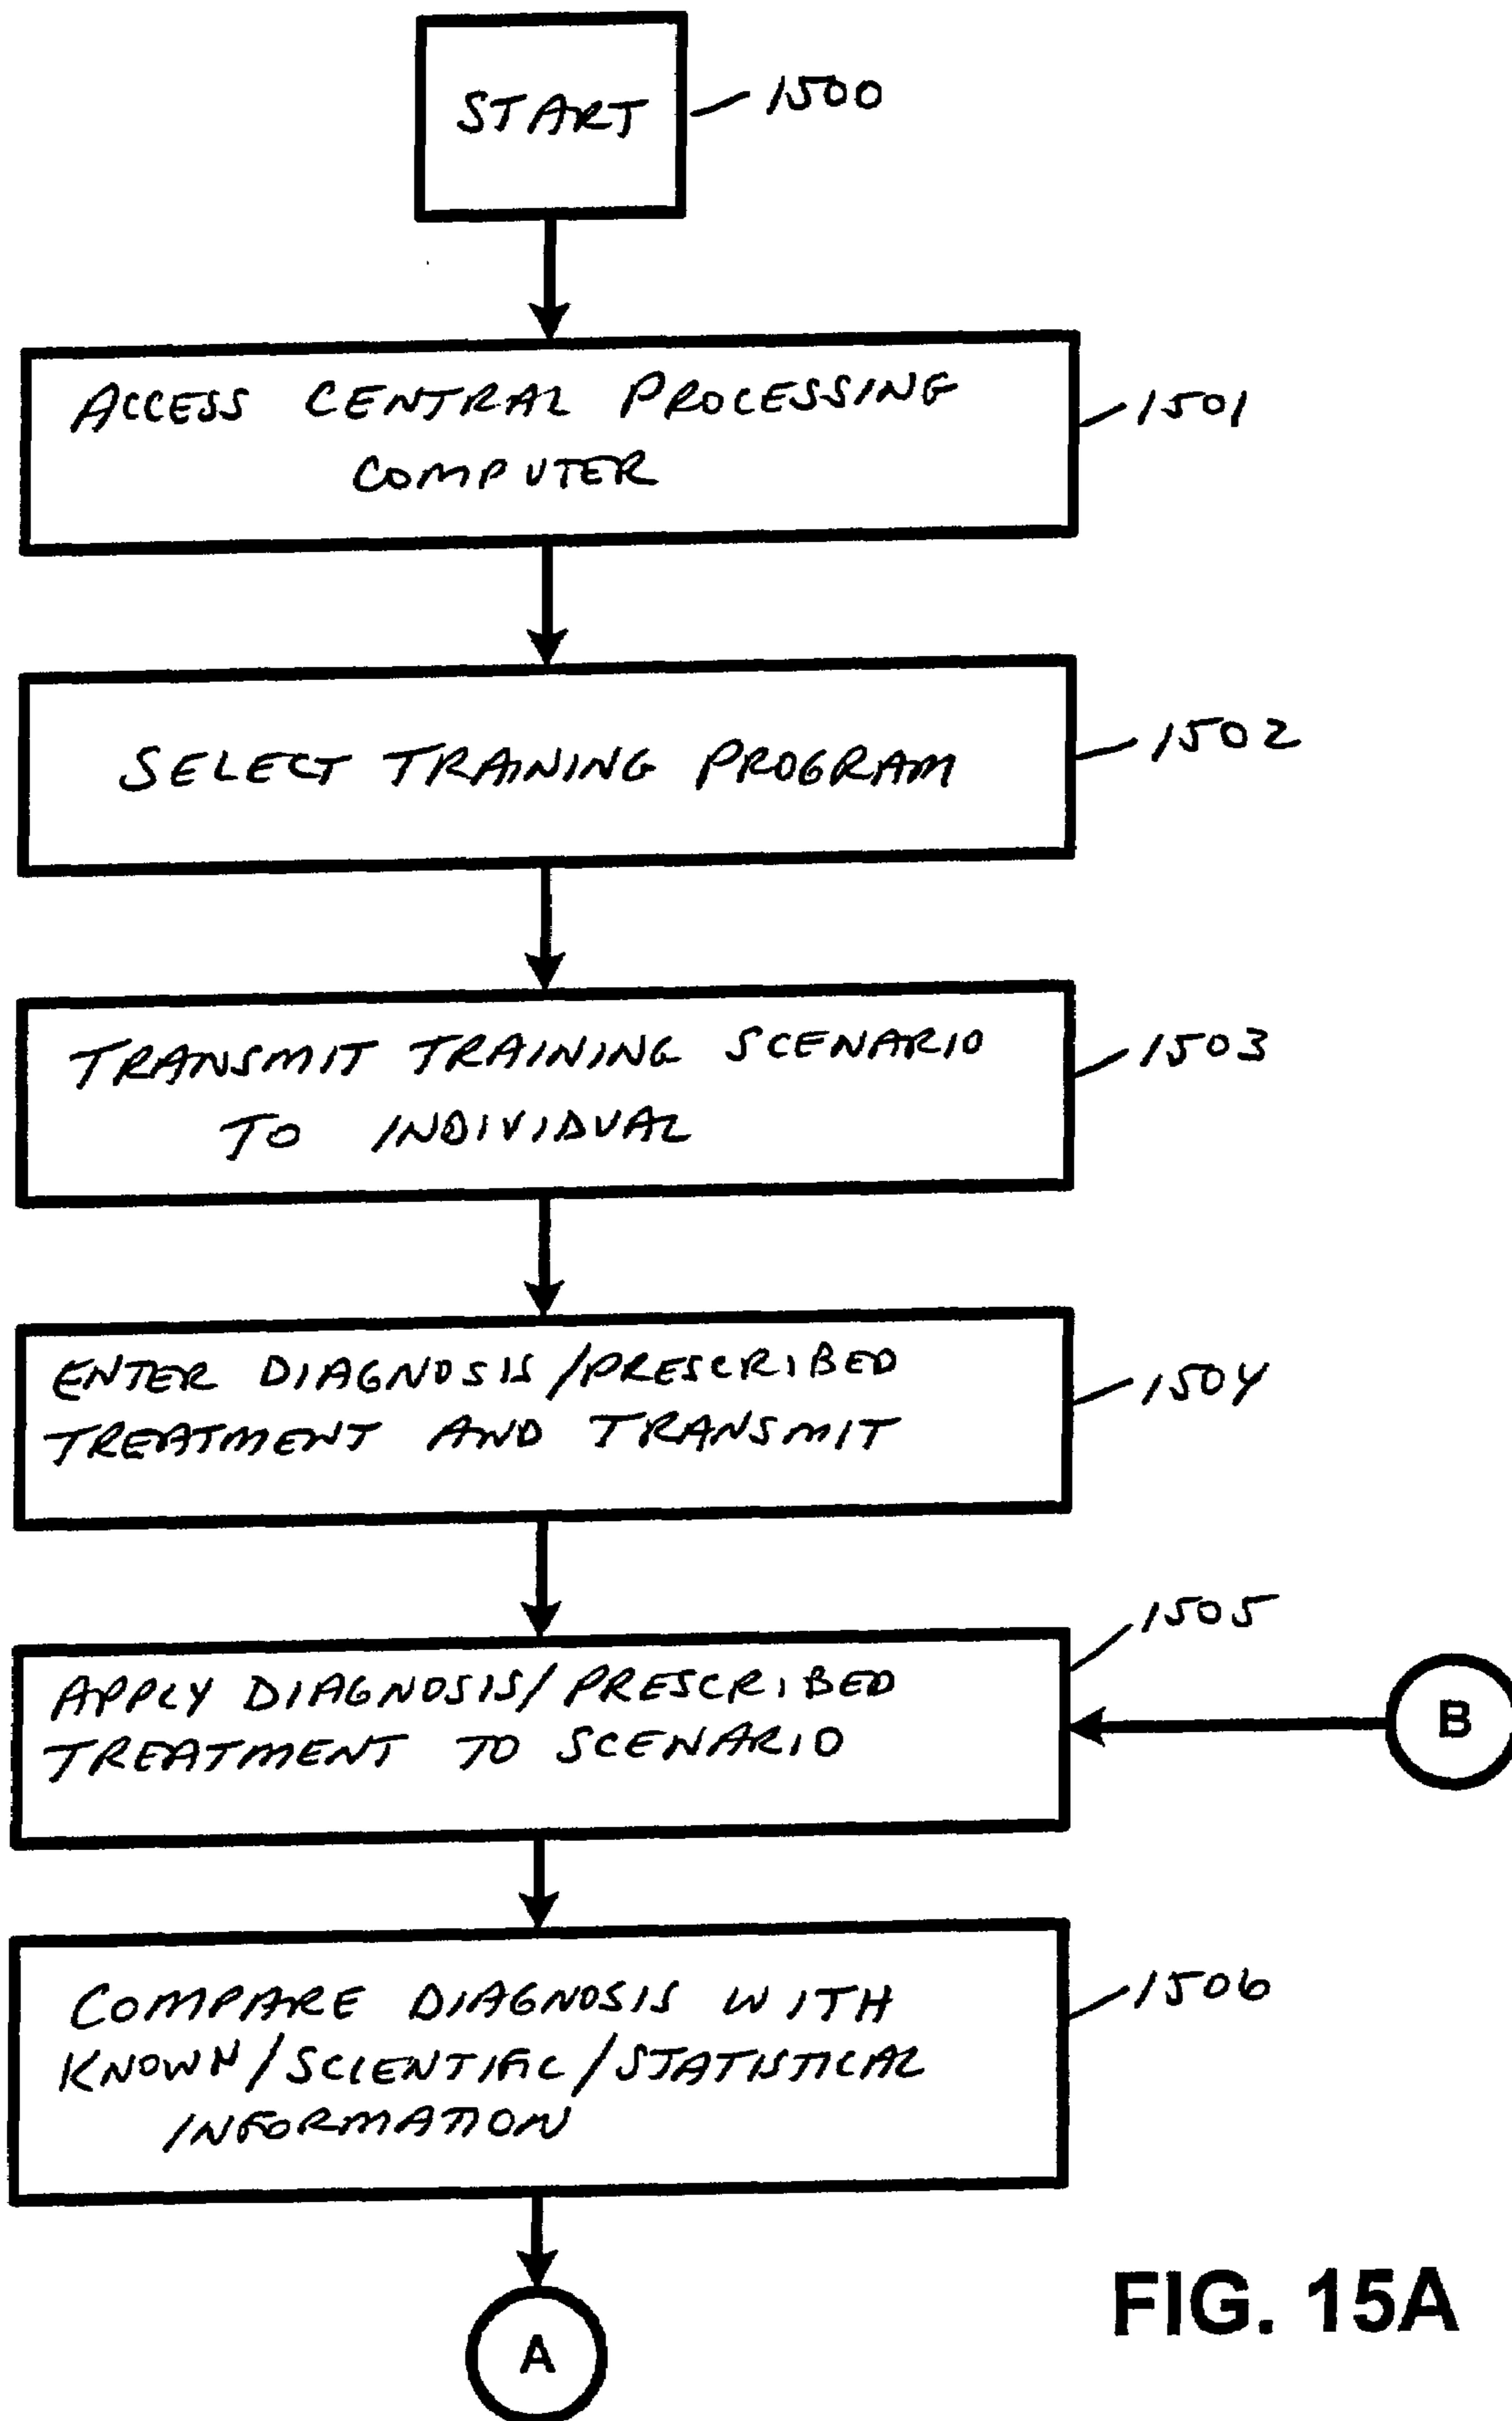 START
1500
ACCESS CENTRAL PROCESSING
COMPUTER
1501
SELECT TRAINING PROGRAM
1502
TRANSMIT TRAINING SCENARIO
TO INDIVIDUAL
1503
ENTER DIAGNOSIS/PRESCRIBED
TREATMENT AND TRANSMIT
1504
1505
APPLY DIAGNOSIS/PRESCRIBED
TREATMENT TO SCENARIO
B
COMPARE DIAGNOSIS WITH
KNOWN/SCIENTIFIC/STATISTICAL
INFORMATION
1506
A
FIG. 15A